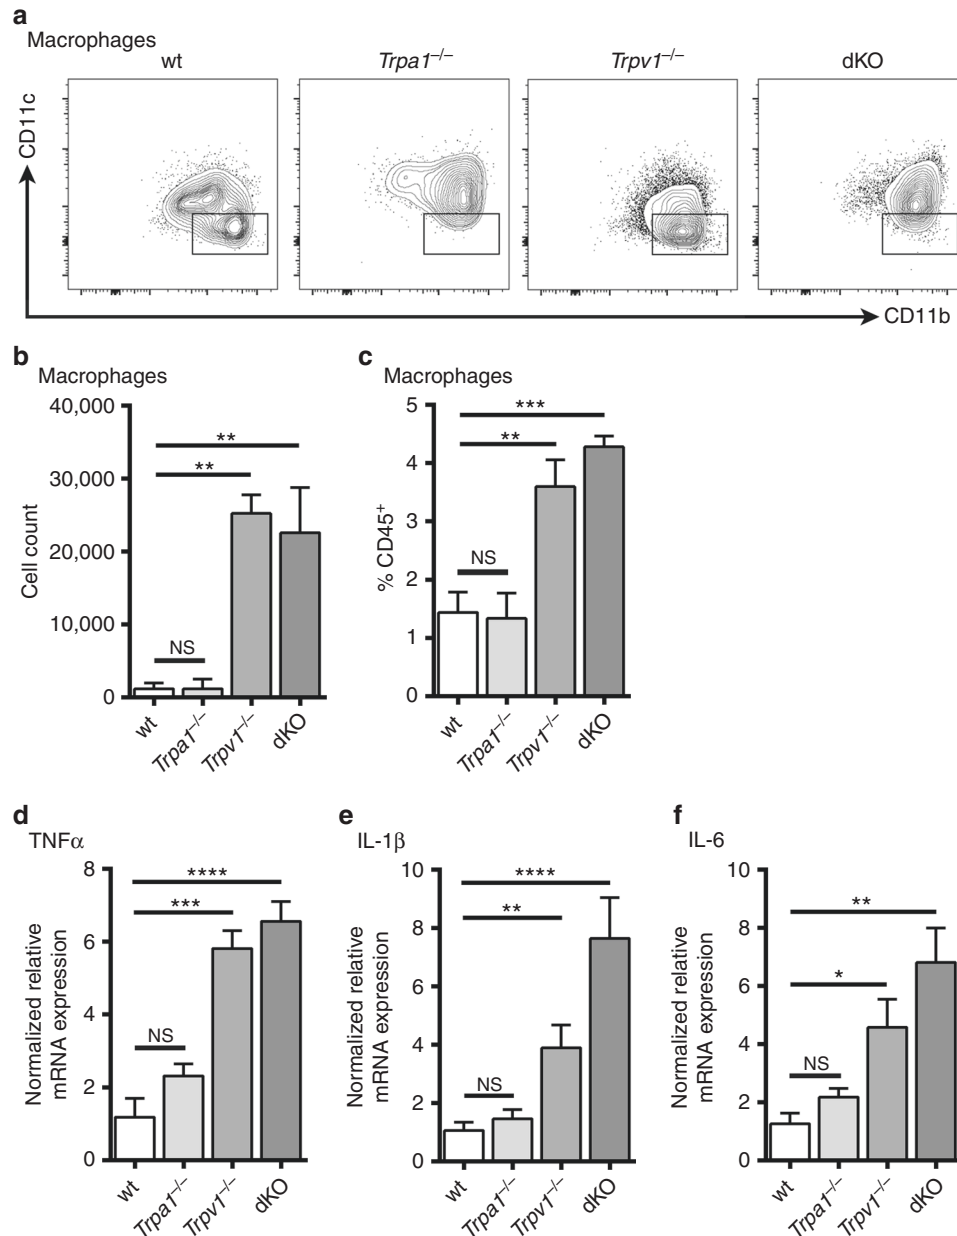 a
Macrophages
wt
Trpa1−/−
Trpv1−/−
dKO
CD11c
CD11b
b
Macrophages
40,000
30,000
20,000
10,000
0
Cell count
**
**
NS
wt
Trpa1−/−
Trpv1−/−
dKO
c
Macrophages
5
4
3
2
1
0
% CD45+
***
**
NS
wt
Trpa1−/−
Trpv1−/−
dKO
d
TNFα
8
6
4
2
0
Normalized relative
mRNA expression
****
***
NS
wt
Trpa1−/−
Trpv1−/−
dKO
e
IL-1β
10
8
6
4
2
0
Normalized relative
mRNA expression
****
**
NS
wt
Trpa1−/−
Trpv1−/−
dKO
f
IL-6
10
8
6
4
2
0
Normalized relative
mRNA expression
**
*
NS
wt
Trpa1−/−
Trpv1−/−
dKO